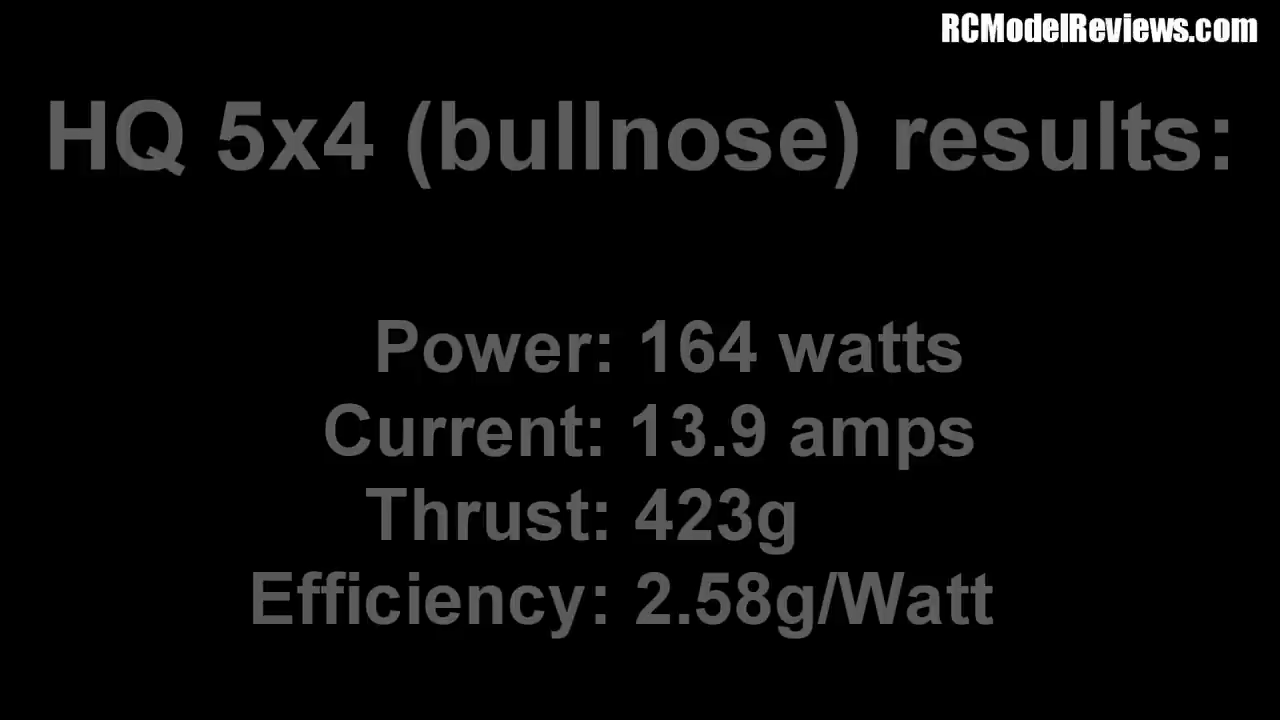 RCModelReviews.com
HQ 5x4 (bullnose) results:
Power: 164 watts
Current: 13.9 amps
Thrust: 423g
Efficiency: 2.58g/Watt